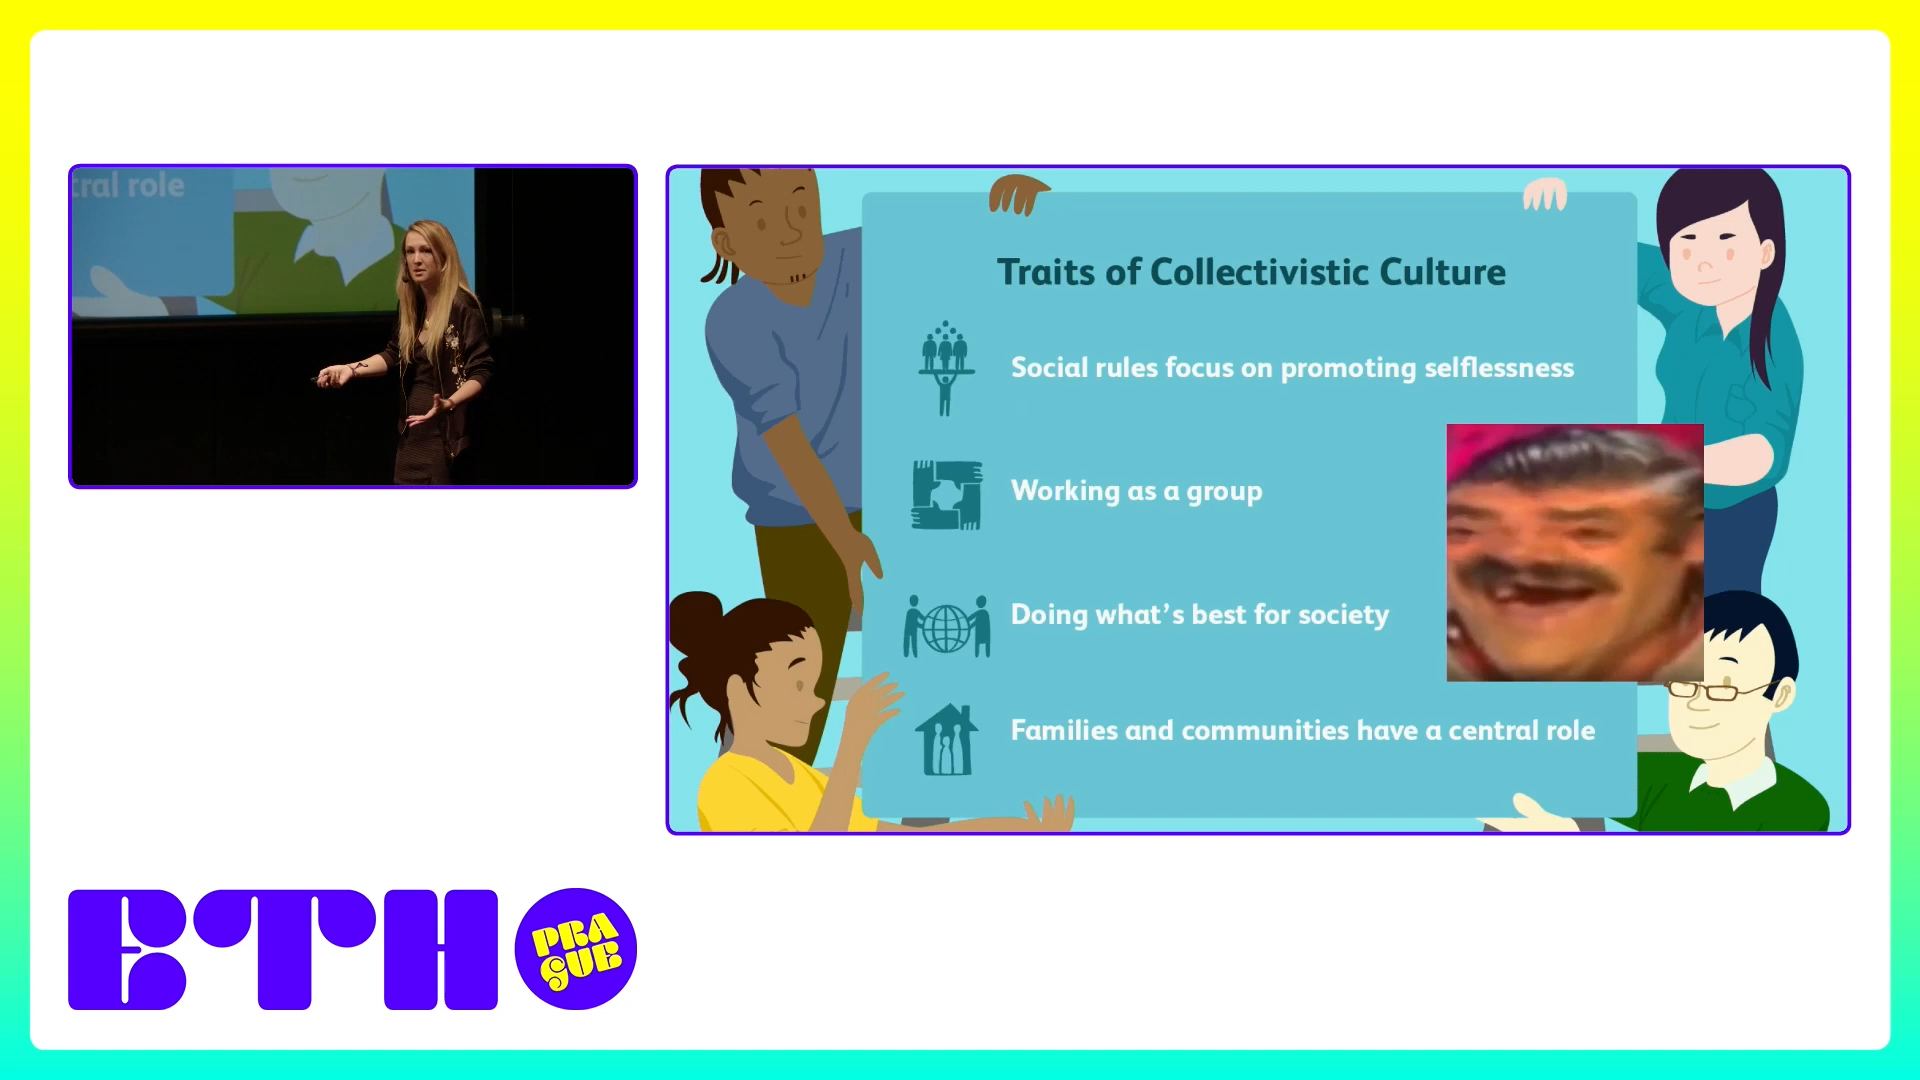 tral role
Traits of Collectivistic Culture
Social rules focus on promoting selflessness
Working as a group
Doing what's best for society
Families and communities have a central role
ETH
PRA
GUE